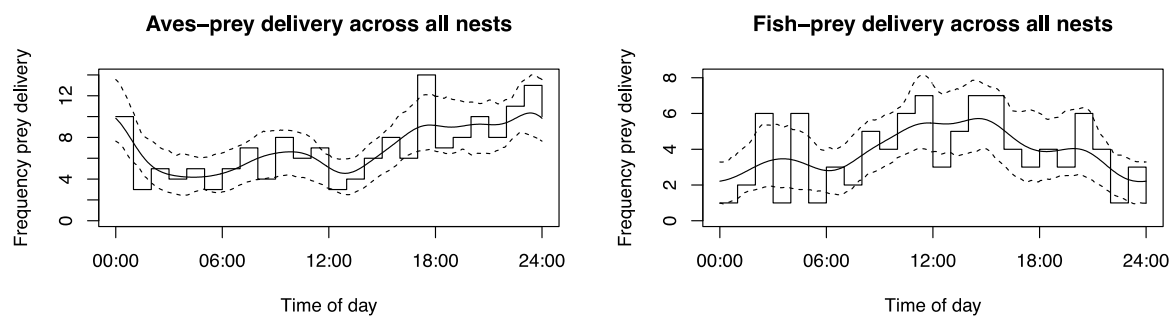 Aves–prey delivery across all nests
Frequency prey delivery
12
8
4
0
00:00 06:00 12:00 18:00 24:00
Time of day
Fish–prey delivery across all nests
Frequency prey delivery
8
6
4
2
0
00:00 06:00 12:00 18:00 24:00
Time of day